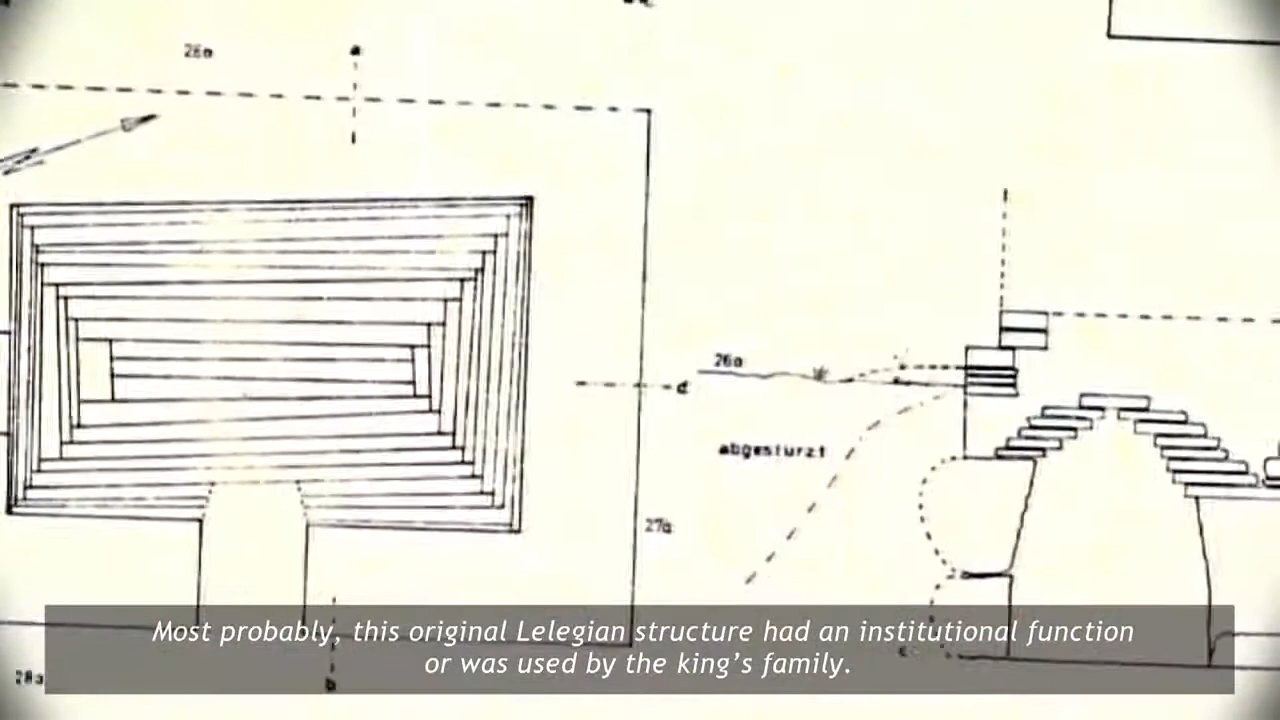 26a
a
26a
d
abgestürzt
27a
Most probably, this original Lelegian structure had an institutional function
or was used by the king's family.
c
28a
b